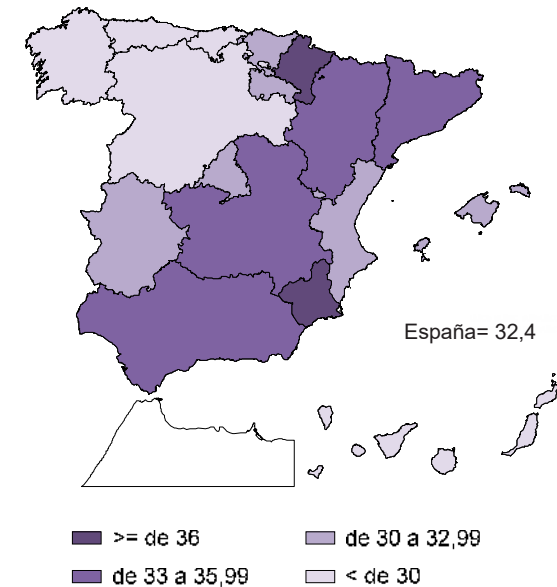 España= 32,4
>= de 36
de 30 a 32,99
de 33 a 35,99
< de 30